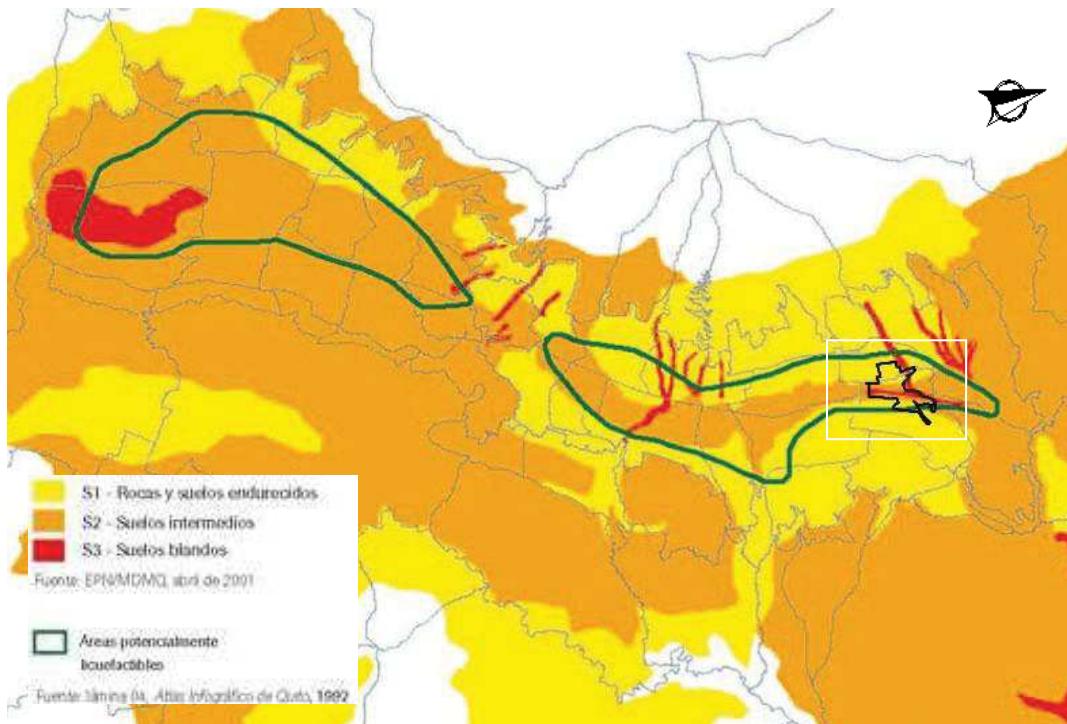 S1 - Rocas y suelos endurecidos
S2 - Suelos intermedios
S3 - Suelos blandos
Fuente: EPN/MDMQ, abril de 2001
Areas potencialmente
licuefactibles
Fuente: lámina 04, Atlas Infográfico de Quito, 1992